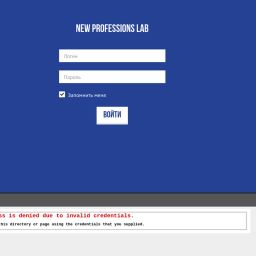 NEW PROFESSIONS LAB
Логин
Пароль
Запомнить меня
ВОЙТИ
ss is denied due to invalid credentials.
this directory or page using the credentials that you supplied.